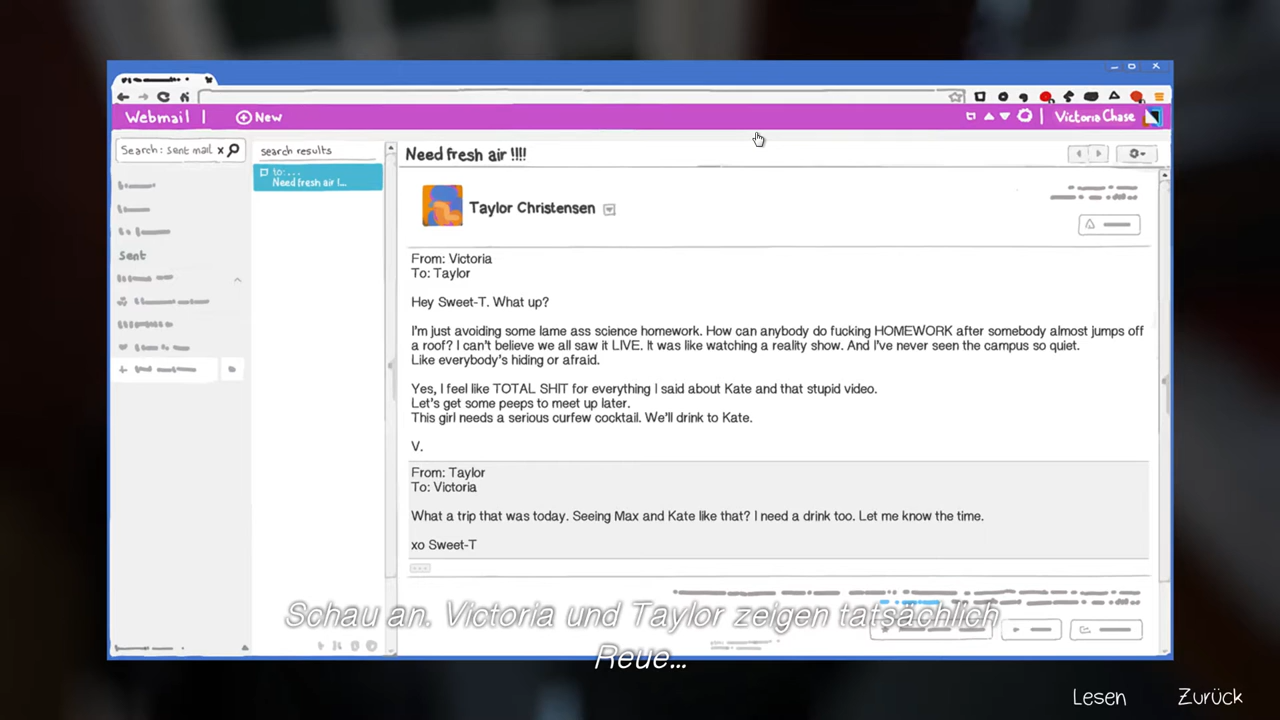 Webmail |
New
Victoria Chase
Search: sent mail x
search results
Need fresh air !!!!
to:...
Need fresh air !...
Taylor Christensen
Sent
From: Victoria
To: Taylor
Hey Sweet-T. What up?
I'm just avoiding some lame ass science homework. How can anybody do fucking HOMEWORK after somebody almost jumps off
a roof? I can't believe we all saw it LIVE. It was like watching a reality show. And I've never seen the campus so quiet.
Like everybody's hiding or afraid.
Yes, I feel like TOTAL SHIT for everything I said about Kate and that stupid video.
Let's get some peeps to meet up later.
This girl needs a serious curfew cocktail. We'll drink to Kate.
V.
From: Taylor
To: Victoria
What a trip that was today. Seeing Max and Kate like that? I need a drink too. Let me know the time.
xo Sweet-T
Schau an. Victoria und Taylor zeigen tatsächlich
Reue...
Lesen
Zurück